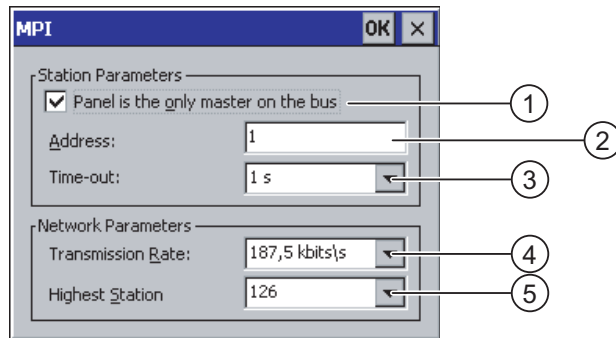 MPI OK ×
Station Parameters
Panel is the only master on the bus 1
Address: 1 2
Time-out: 1 s 3
Network Parameters
Transmission Rate: 187,5 kbits\s 4
Highest Station 126 5